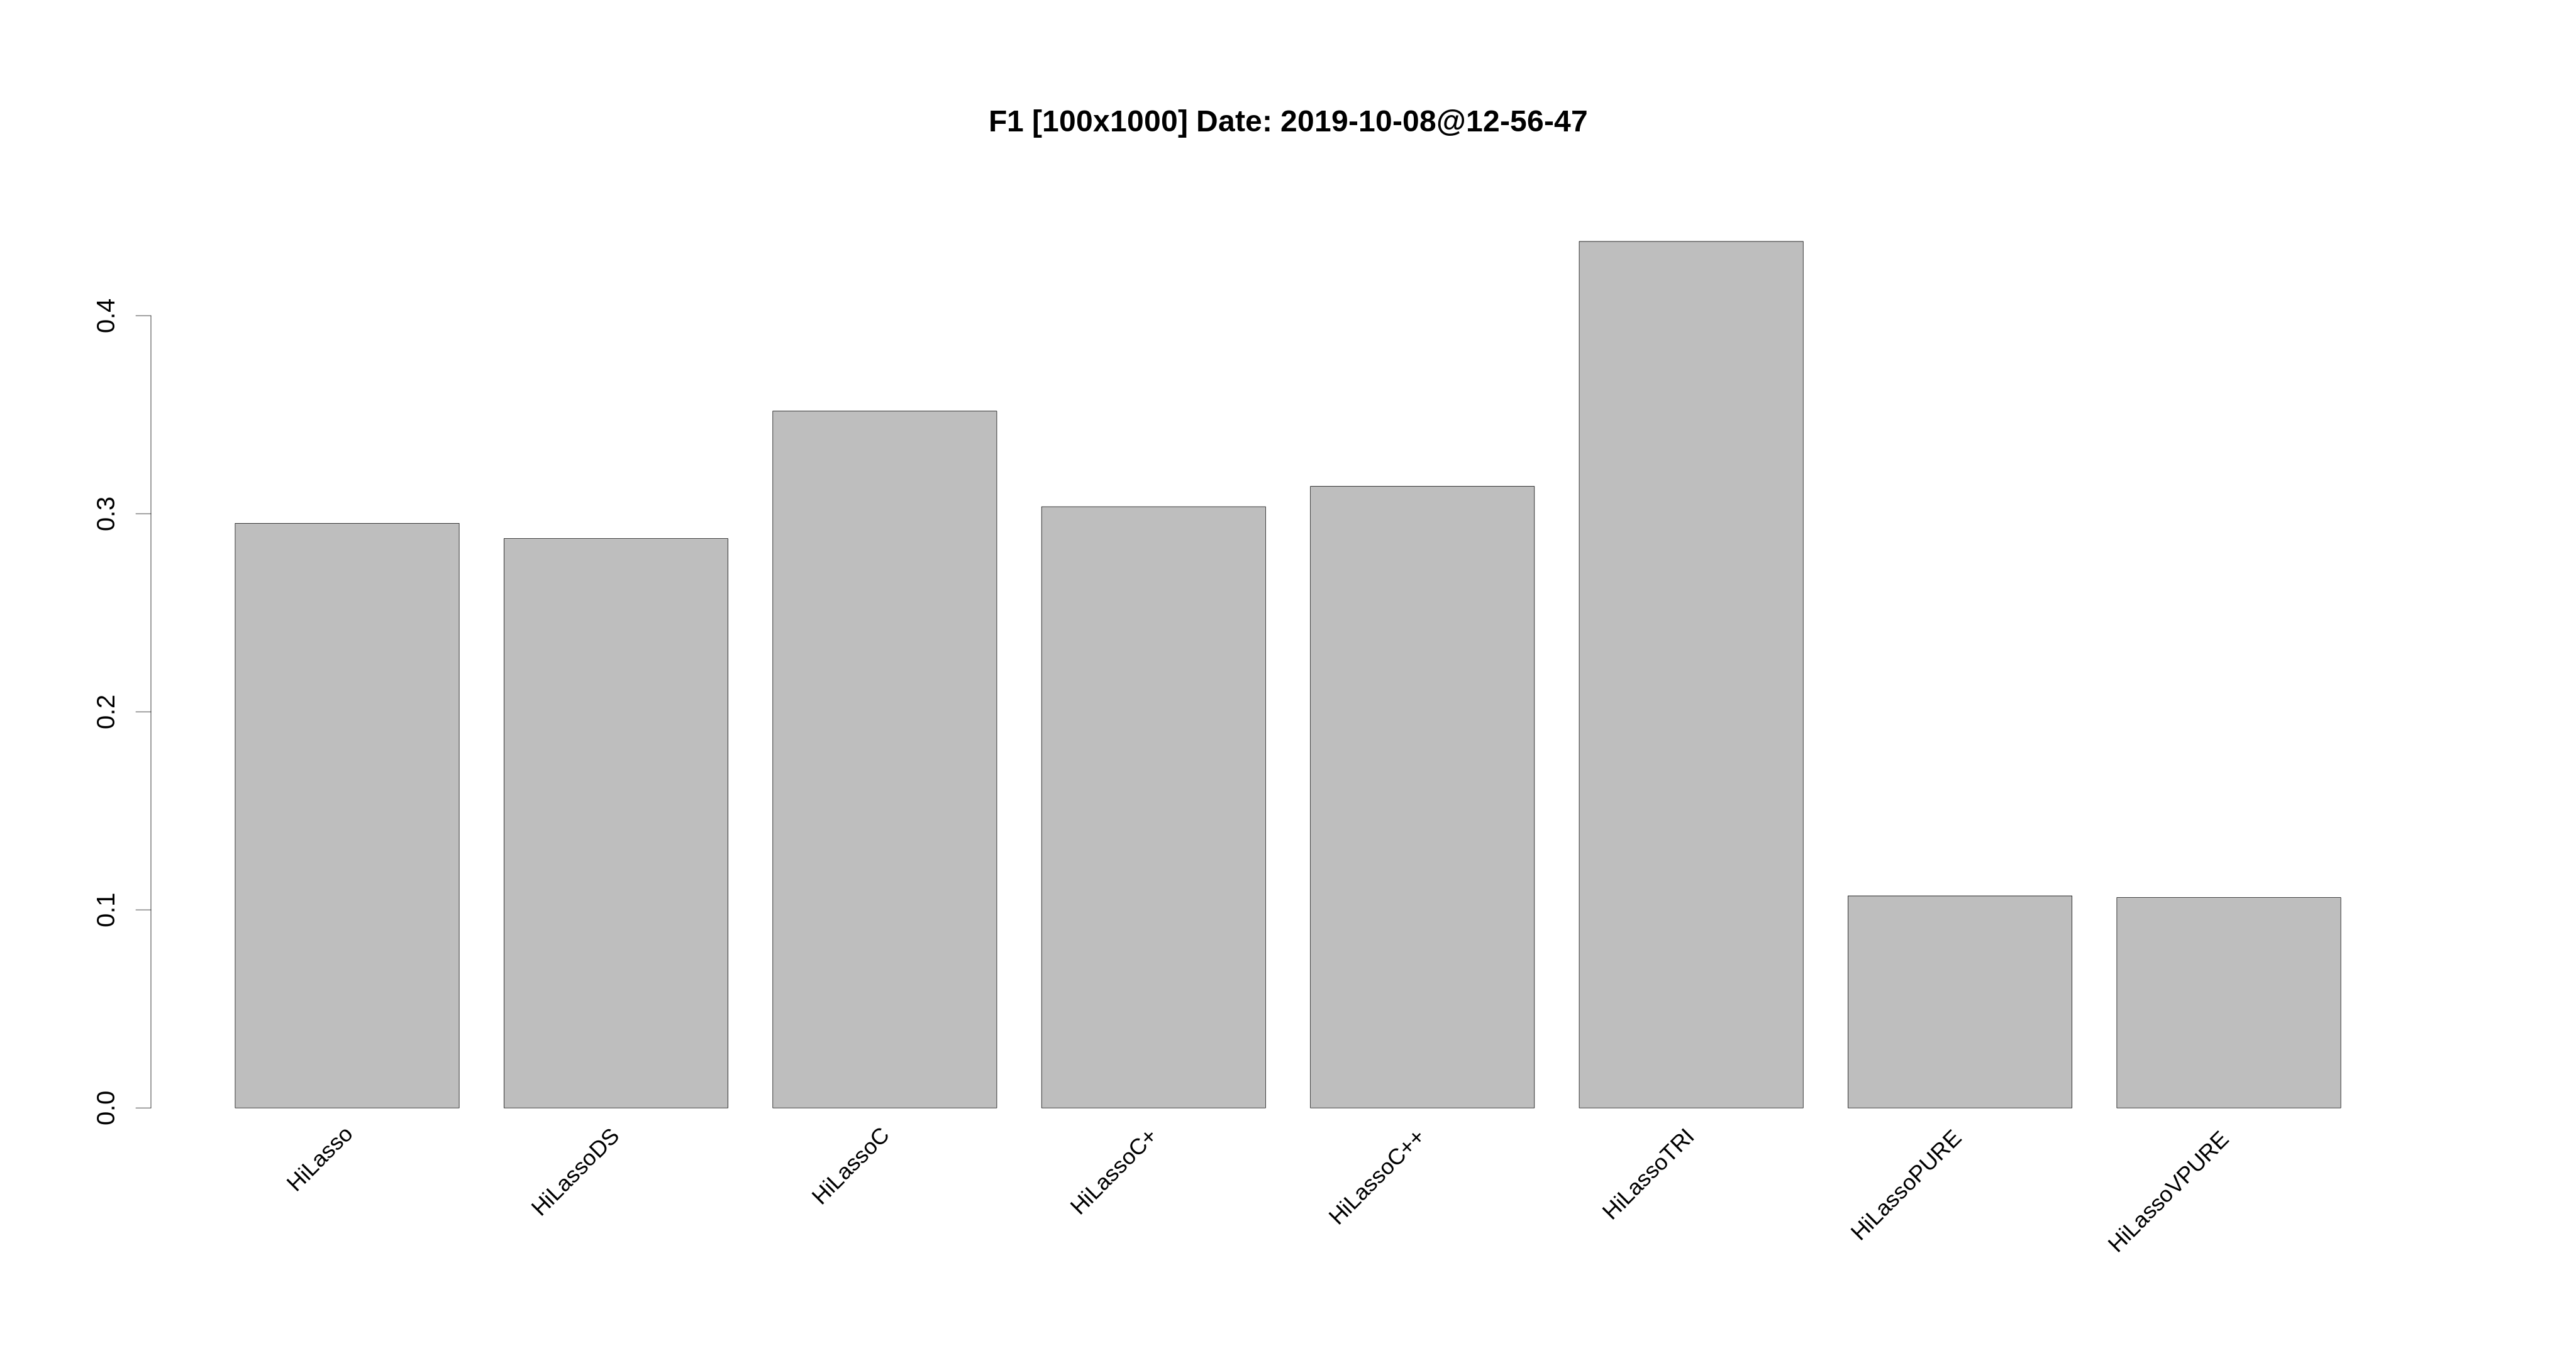 F1 [100x1000] Date: 2019-10-08@12-56-47
0.4
0.3
0.2
0.1
0.0
HiLasso
HiLassoDS
HiLassoC
HiLassoC+
HiLassoC++
HiLassoTRI
HiLassoPURE
HiLassoVPURE